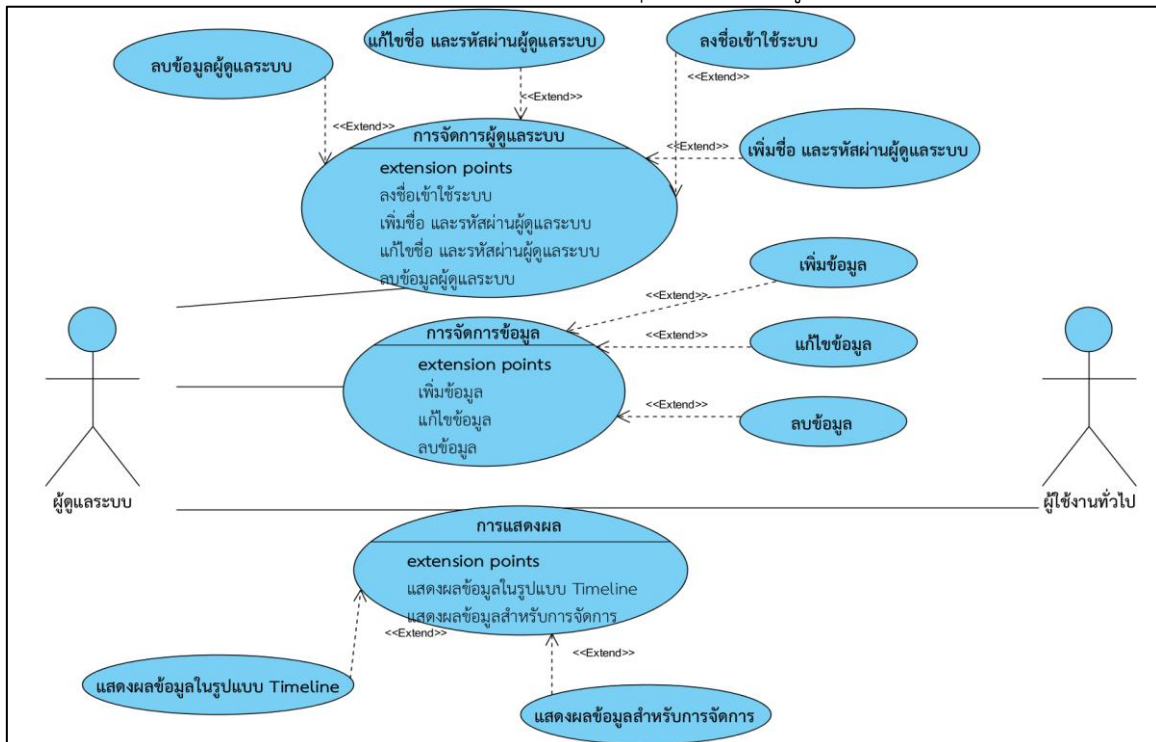 แก้ไขชื่อ และรหัสผ่านผู้ดูแลระบบ
ลงชื่อเข้าใช้ระบบ
ลบข้อมูลผู้ดูแลระบบ
<<Extend>>
<<Extend>>
<<Extend>>
การจัดการผู้ดูแลระบบ
extension points
ลงชื่อเข้าใช้ระบบ
เพิ่มชื่อ และรหัสผ่านผู้ดูแลระบบ
แก้ไขชื่อ และรหัสผ่านผู้ดูแลระบบ
ลบข้อมูลผู้ดูแลระบบ
<<Extend>>
เพิ่มชื่อ และรหัสผ่านผู้ดูแลระบบ
เพิ่มข้อมูล
<<Extend>>
การจัดการข้อมูล
extension points
เพิ่มข้อมูล
แก้ไขข้อมูล
ลบข้อมูล
<<Extend>>
แก้ไขข้อมูล
<<Extend>>
ลบข้อมูล
ผู้ดูแลระบบ
ผู้ใช้งานทั่วไป
การแสดงผล
extension points
แสดงผลข้อมูลในรูปแบบ Timeline
แสดงผลข้อมูลสำหรับการจัดการ
<<Extend>>
<<Extend>>
แสดงผลข้อมูลในรูปแบบ Timeline
แสดงผลข้อมูลสำหรับการจัดการ